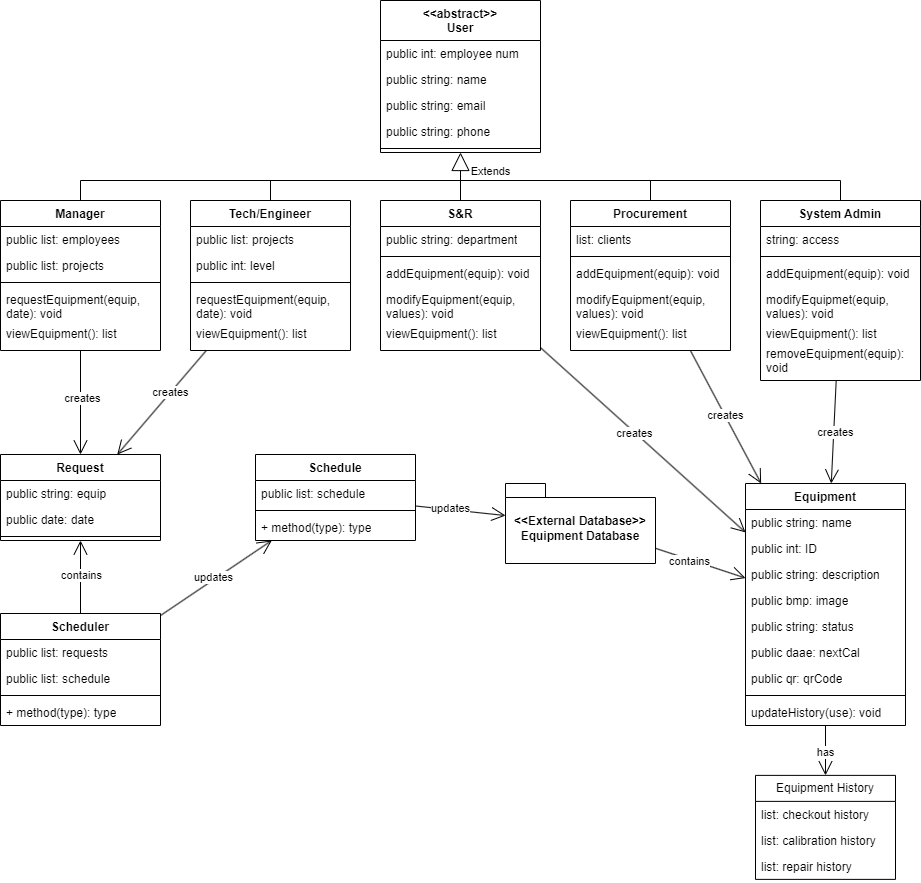 <<abstract>>
User
public int: employee num
public string: name
public string: email
public string: phone
Extends
Manager
public list: employees
public list: projects
requestEquipment(equip,
date): void
viewEquipment(): list
Tech/Engineer
public list: projects
public int: level
requestEquipment(equip,
date): void
viewEquipment(): list
S&R
public string: department
addEquipment(equip): void
modifyEquipment(equip,
values): void
viewEquipment(): list
Procurement
list: clients
addEquipment(equip): void
modifyEquipment(equip,
values): void
viewEquipment(): list
System Admin
string: access
addEquipment(equip): void
modifyEquipmet(equip,
values): void
viewEquipment(): list
removeEquipment(equip):
void
creates
creates
creates
creates
creates
Request
public string: equip
public date: date
Schedule
public list: schedule
+ method(type): type
updates
<<External Database>>
Equipment Database
contains
Equipment
public string: name
public int: ID
public string: description
public bmp: image
public string: status
public daae: nextCal
public qr: qrCode
updateHistory(use): void
contains
updates
Scheduler
public list: requests
public list: schedule
+ method(type): type
has
Equipment History
list: checkout history
list: calibration history
list: repair history